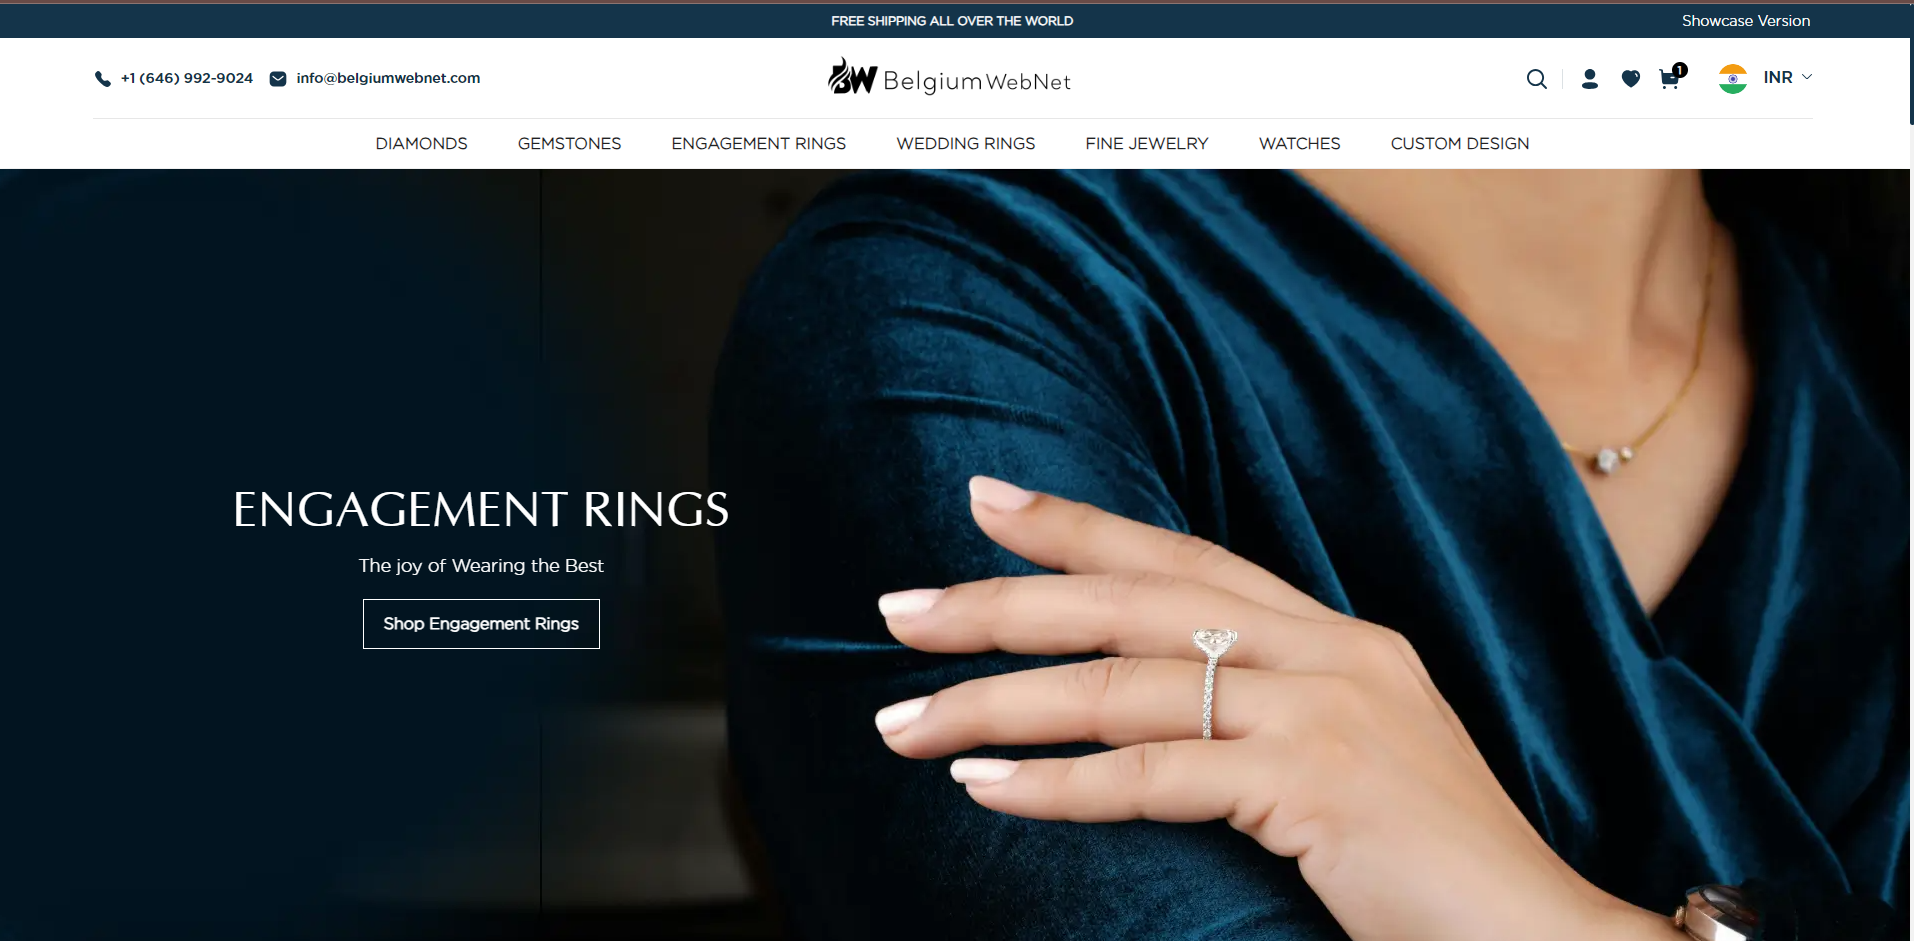 FREE SHIPPING ALL OVER THE WORLD
Showcase Version
+1 (646) 992-9024
info@belgiumwebnet.com
BW BelgiumWebNet
1
INR
DIAMONDS
GEMSTONES
ENGAGEMENT RINGS
WEDDING RINGS
FINE JEWELRY
WATCHES
CUSTOM DESIGN
ENGAGEMENT RINGS
The joy of Wearing the Best
Shop Engagement Rings